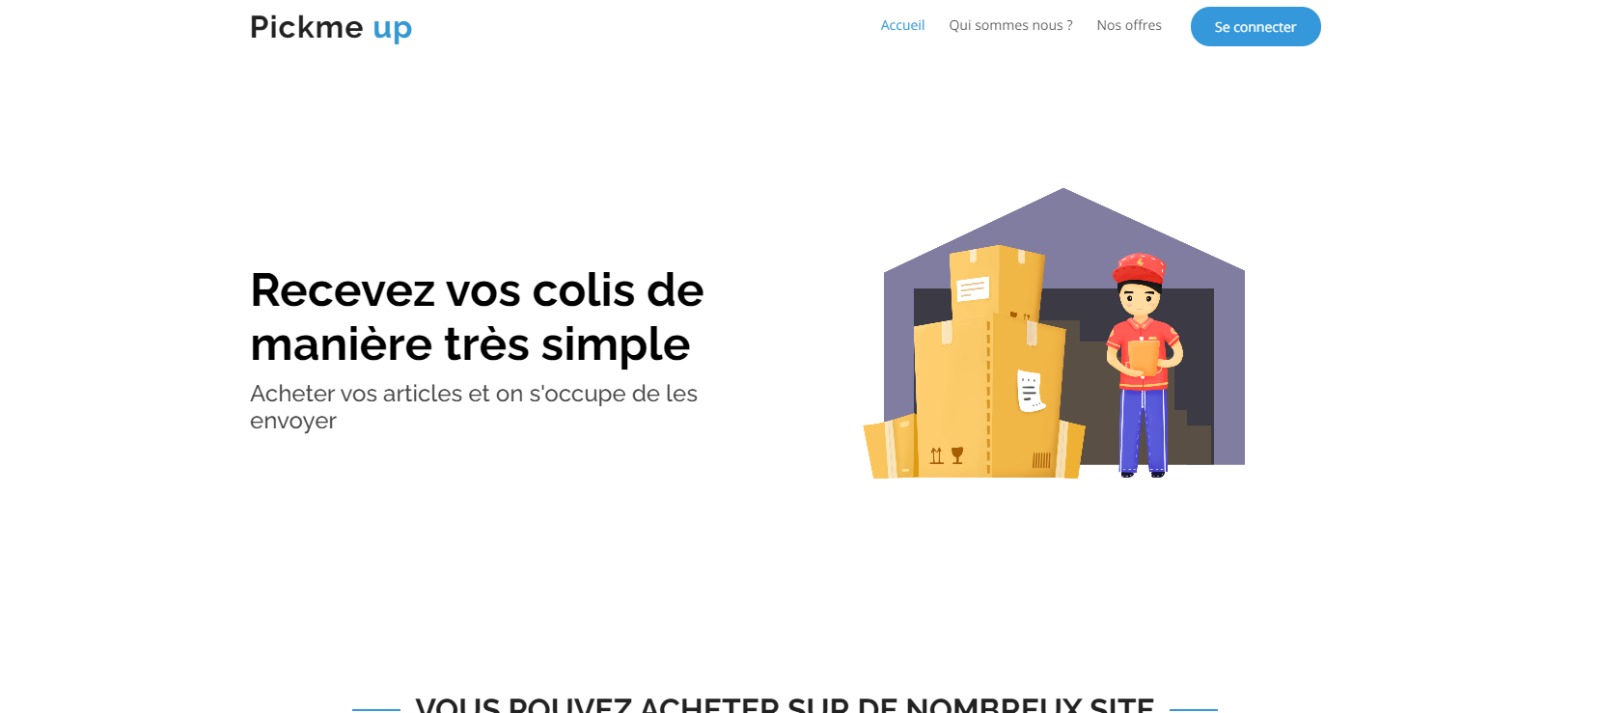 Pickme up
Accueil Qui sommes nous ? Nos offres Se connecter
Recevez vos colis de
manière très simple
Acheter vos articles et on s'occupe de les
envoyer
VOUS POUVEZ ACHETER SUR DE NOMBREUX SITE